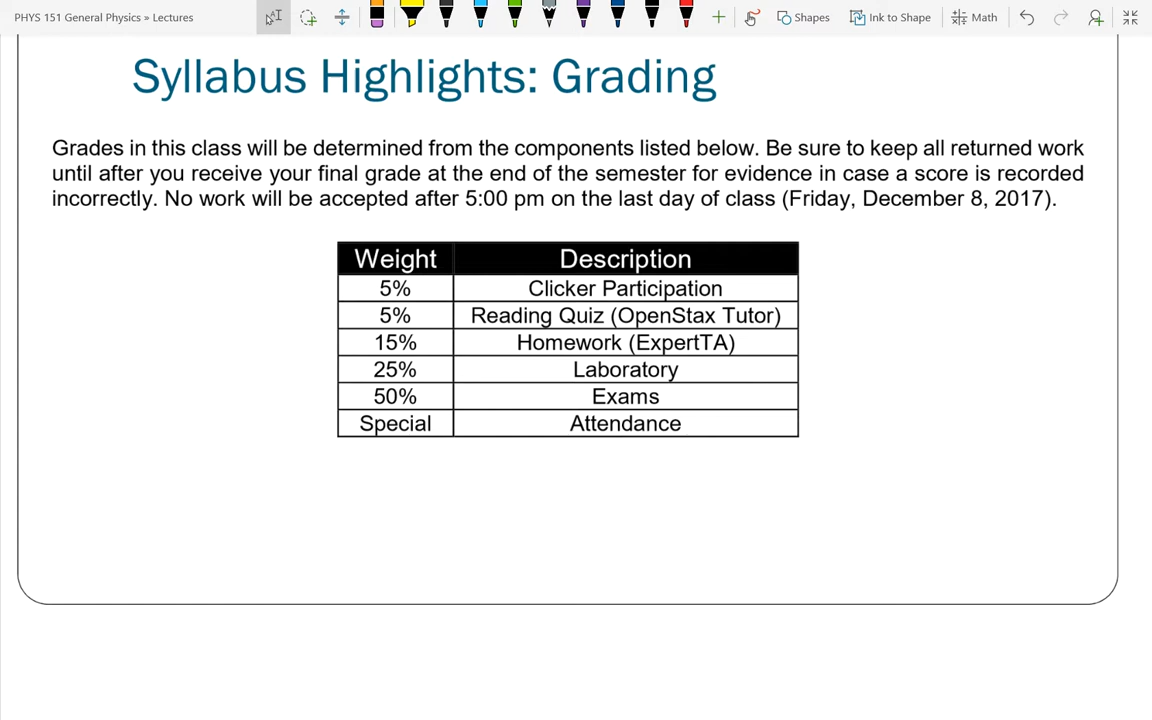 PHYS 151 General Physics » Lectures
Shapes
Ink to Shape
Math
Syllabus Highlights: Grading
Grades in this class will be determined from the components listed below. Be sure to keep all returned work
until after you receive your final grade at the end of the semester for evidence in case a score is recorded
incorrectly. No work will be accepted after 5:00 pm on the last day of class (Friday, December 8, 2017).
Weight Description
5% Clicker Participation
5% Reading Quiz (OpenStax Tutor)
15% Homework (ExpertTA)
25% Laboratory
50% Exams
Special Attendance